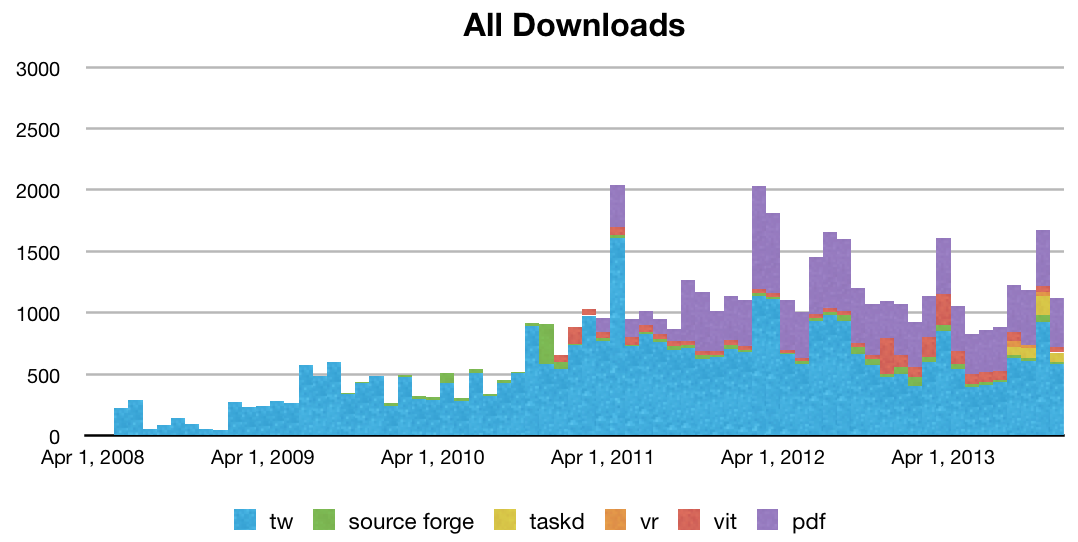 All Downloads
3000
2500
2000
1500
1000
500
0
Apr 1, 2008 Apr 1, 2009 Apr 1, 2010 Apr 1, 2011 Apr 1, 2012 Apr 1, 2013
tw source forge taskd vr vit pdf